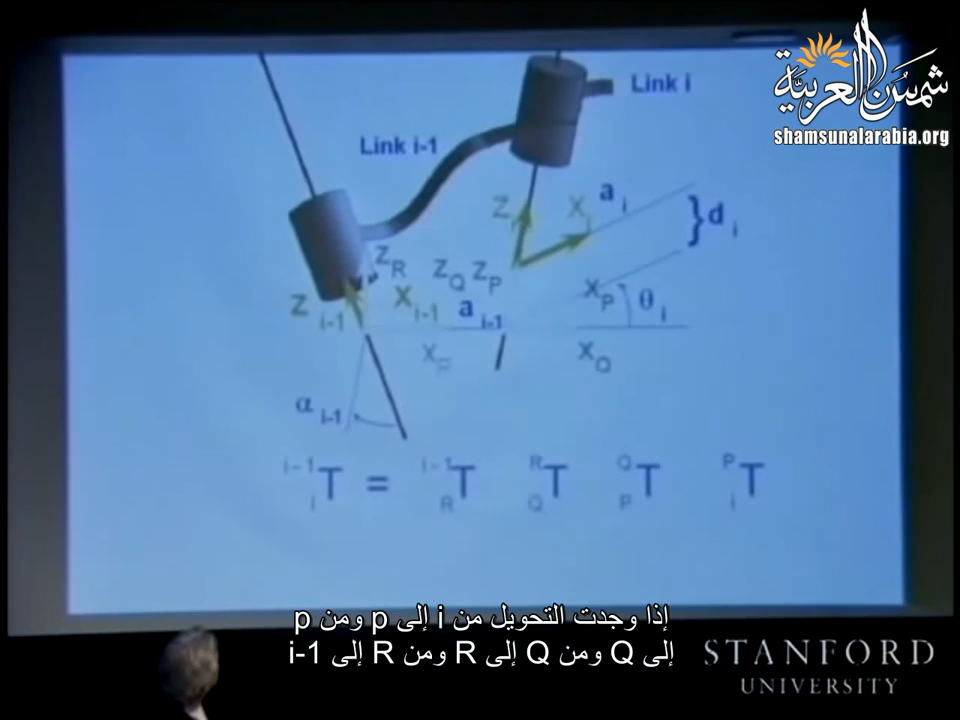 شمسُ العربيّة
shamsunalarabia.org
Link i
Link i-1
Z
X i
a i
} d i
Z R
Z Q Z P
Z i-1
X i-1
a i-1
X P
θ i
X Q
α i-1
i-1 i T = i-1 R T R Q T Q P T P i T
إذا وجدت التحويل من i إلى p ومن p
إلى Q ومن Q إلى R ومن R إلى i-1
STANFORD
UNIVERSITY